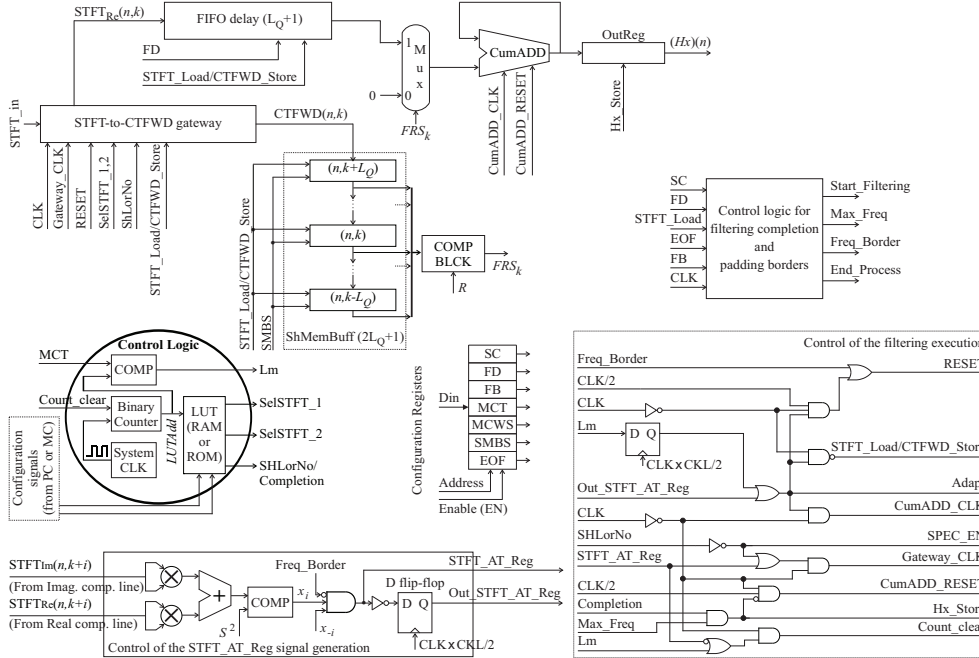 STFT_Re(n,k)
FIFO delay (L_Q+1)
FD
STFT_Load/CTFWD_Store
1
Mux
0
0
FRS_k
CumADD
CumADD_CLK
CumADD_RESET
OutReg
(Hx)(n)
Hx_Store
STFT_in
STFT-to-CTFWD gateway
CTFWD(n,k)
CLK
Gateway_CLK
RESET
SelSTFT_1,2
ShLorNo
STFT_Load/CTFWD_Store
STFT_Load/CTFWD_Store
SMBS
(n,k+L_Q)
(n,k)
(n,k-L_Q)
ShMemBuff (2L_Q+1)
COMP
BLCK
FRS_k
R
SC
FD
STFT_Load
EOF
FB
CLK
Control logic for
filtering completion
and
padding borders
Start_Filtering
Max_Freq
Freq_Border
End_Process
Control Logic
MCT
COMP
Lm
Count_clear
Binary
Counter
LUTAdd
LUT
(RAM
or
ROM)
System
CLK
SelSTFT_1
SelSTFT_2
SHLorNo/
Completion
Configuration
signals
(from PC or MC)
Configuration Registers
Din
SC
FD
FB
MCT
MCWS
SMBS
EOF
Address
Enable (EN)
Control of the filtering execution
Freq_Border
RESET
CLK/2
CLK
STFT_Load/CTFWD_Store
Lm
D Q
CLKxCKL/2
Adap
Out_STFT_AT_Reg
CumADD_CLK
CLK
SHLorNo
SPEC_EN
STFT_AT_Reg
Gateway_CLK
CLK/2
CumADD_RESET
Completion
Hx_Store
Max_Freq
Count_clear
Lm
STFTIm(n,k+i)
(From Imag. comp. line)
STFTRe(n,k+i)
(From Real comp. line)
+
COMP
S^2
x_i
x_-i
Freq_Border
D flip-flop
D Q
CLKxCKL/2
STFT_AT_Reg
Out_STFT_AT_Reg
Control of the STFT_AT_Reg signal generation